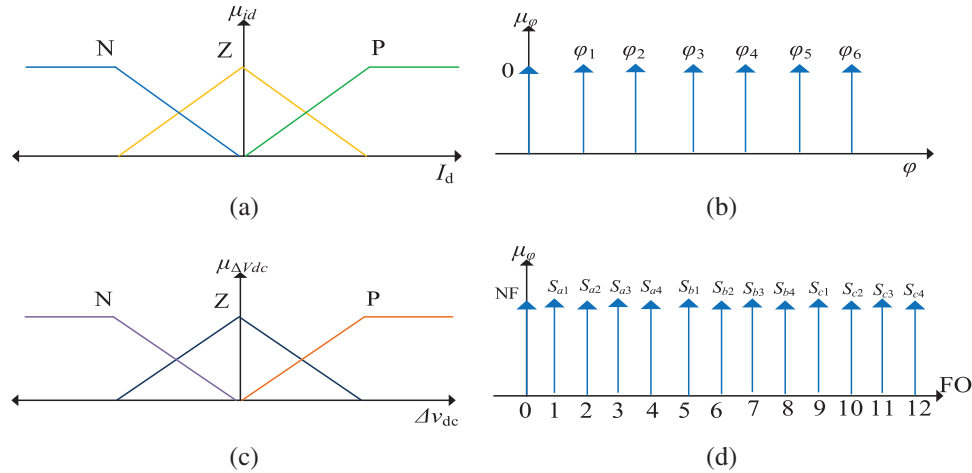 μid
N Z P
Id
(a)
μφ
0 φ1 φ2 φ3 φ4 φ5 φ6
φ
(b)
μΔVdc
N Z P
Δvdc
(c)
μφ
NF Sa1 Sa2 Sa3 Sa4 Sb1 Sb2 Sb3 Sb4 Sc1 Sc2 Sc3 Sc4
FO
0 1 2 3 4 5 6 7 8 9 10 11 12
(d)